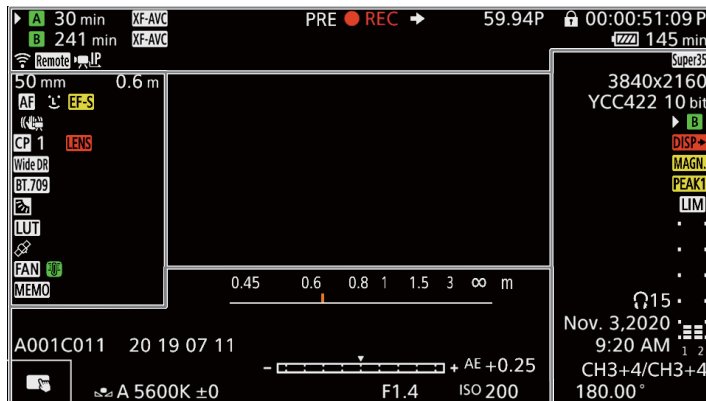 A 30 min XF-AVC PRE REC 59.94P 00:00:51:09 P
B 241 min XF-AVC 145 min
Remote IP Super35
50 mm 0.6 m 3840x2160
AF L EF-S YCC422 10 bit
B
CP 1 LENS DISP
Wide DR MAGN.
BT.709 PEAK1
LIM
LUT
FAN
MEMO
0.45 0.6 0.8 1 1.5 3 ∞ m
15
Nov. 3,2020
A001C011 20 19 07 11 9:20 AM 1 2
- + AE +0.25 CH3+4/CH3+4
A 5600K ±0 F1.4 ISO 200 180.00°